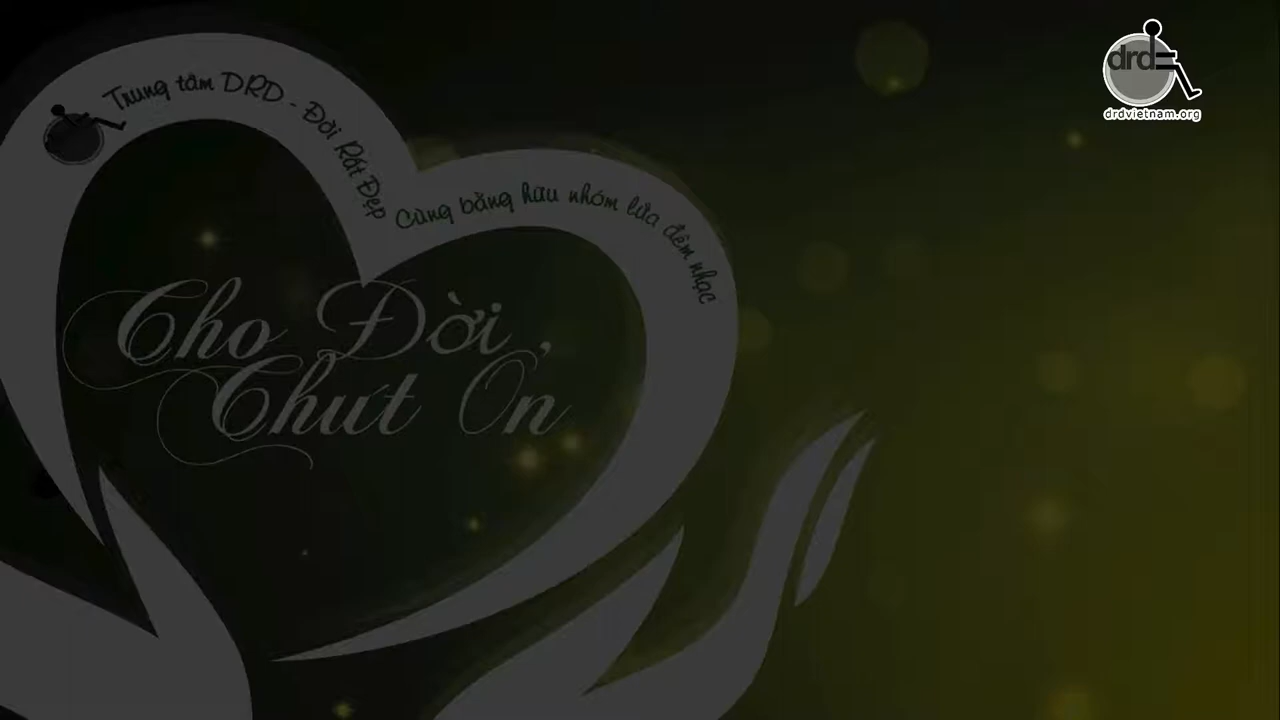 Trung tâm DRD - Đời Rất Đẹp
Cùng bằng hữu nhóm lửa đêm nhạc
Cho Đời,
Chút Ơn
drd
drdvietnam.org